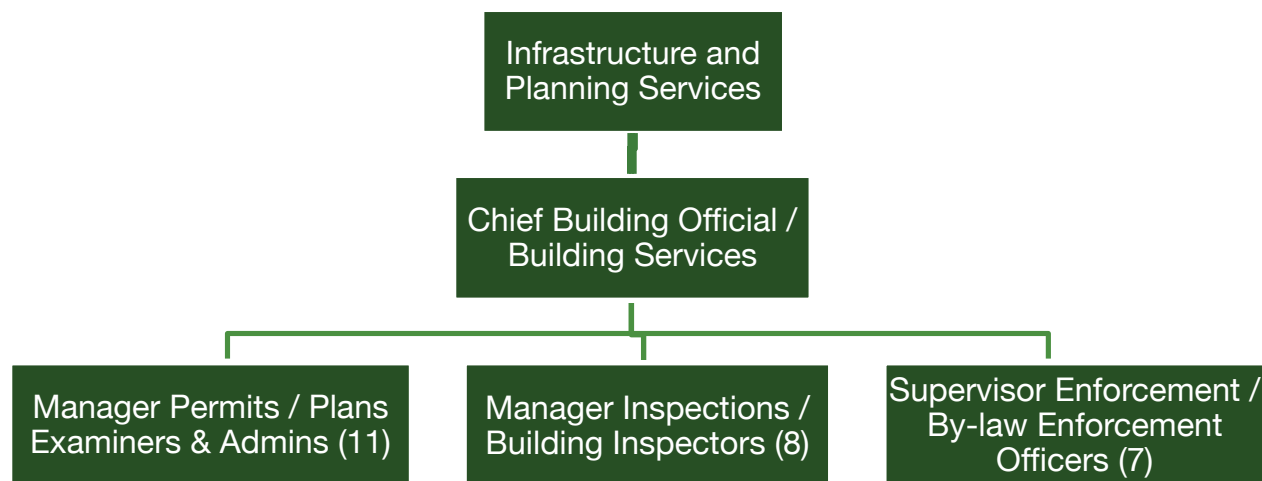 Infrastructure and
Planning Services
Chief Building Official /
Building Services
Manager Permits / Plans
Examiners & Admins (11)
Manager Inspections /
Building Inspectors (8)
Supervisor Enforcement /
By-law Enforcement
Officers (7)